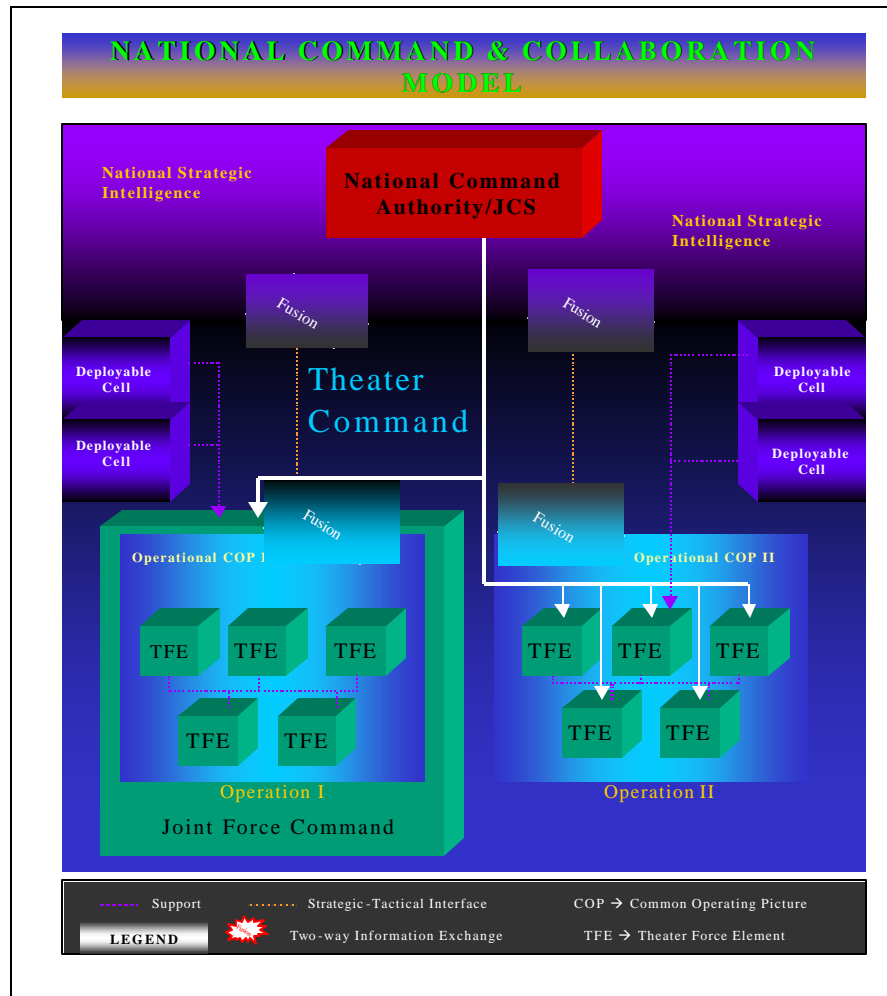 NATIONAL COMMAND & COLLABORATION
MODEL
National Strategic
Intelligence
National Command
Authority/JCS
National Strategic
Intelligence
Fusion
Fusion
Deployable
Cell
Deployable
Cell
Theater
Command
Deployable
Cell
Deployable
Cell
Fusion
Fusion
Operational COP I
Operational COP II
TFE
TFE
TFE
TFE
TFE
TFE
TFE
TFE
TFE
TFE
Operation I
Operation II
Joint Force Command
Support
Strategic-Tactical Interface
COP → Common Operating Picture
LEGEND
Fusion
Two-way Information Exchange
TFE → Theater Force Element